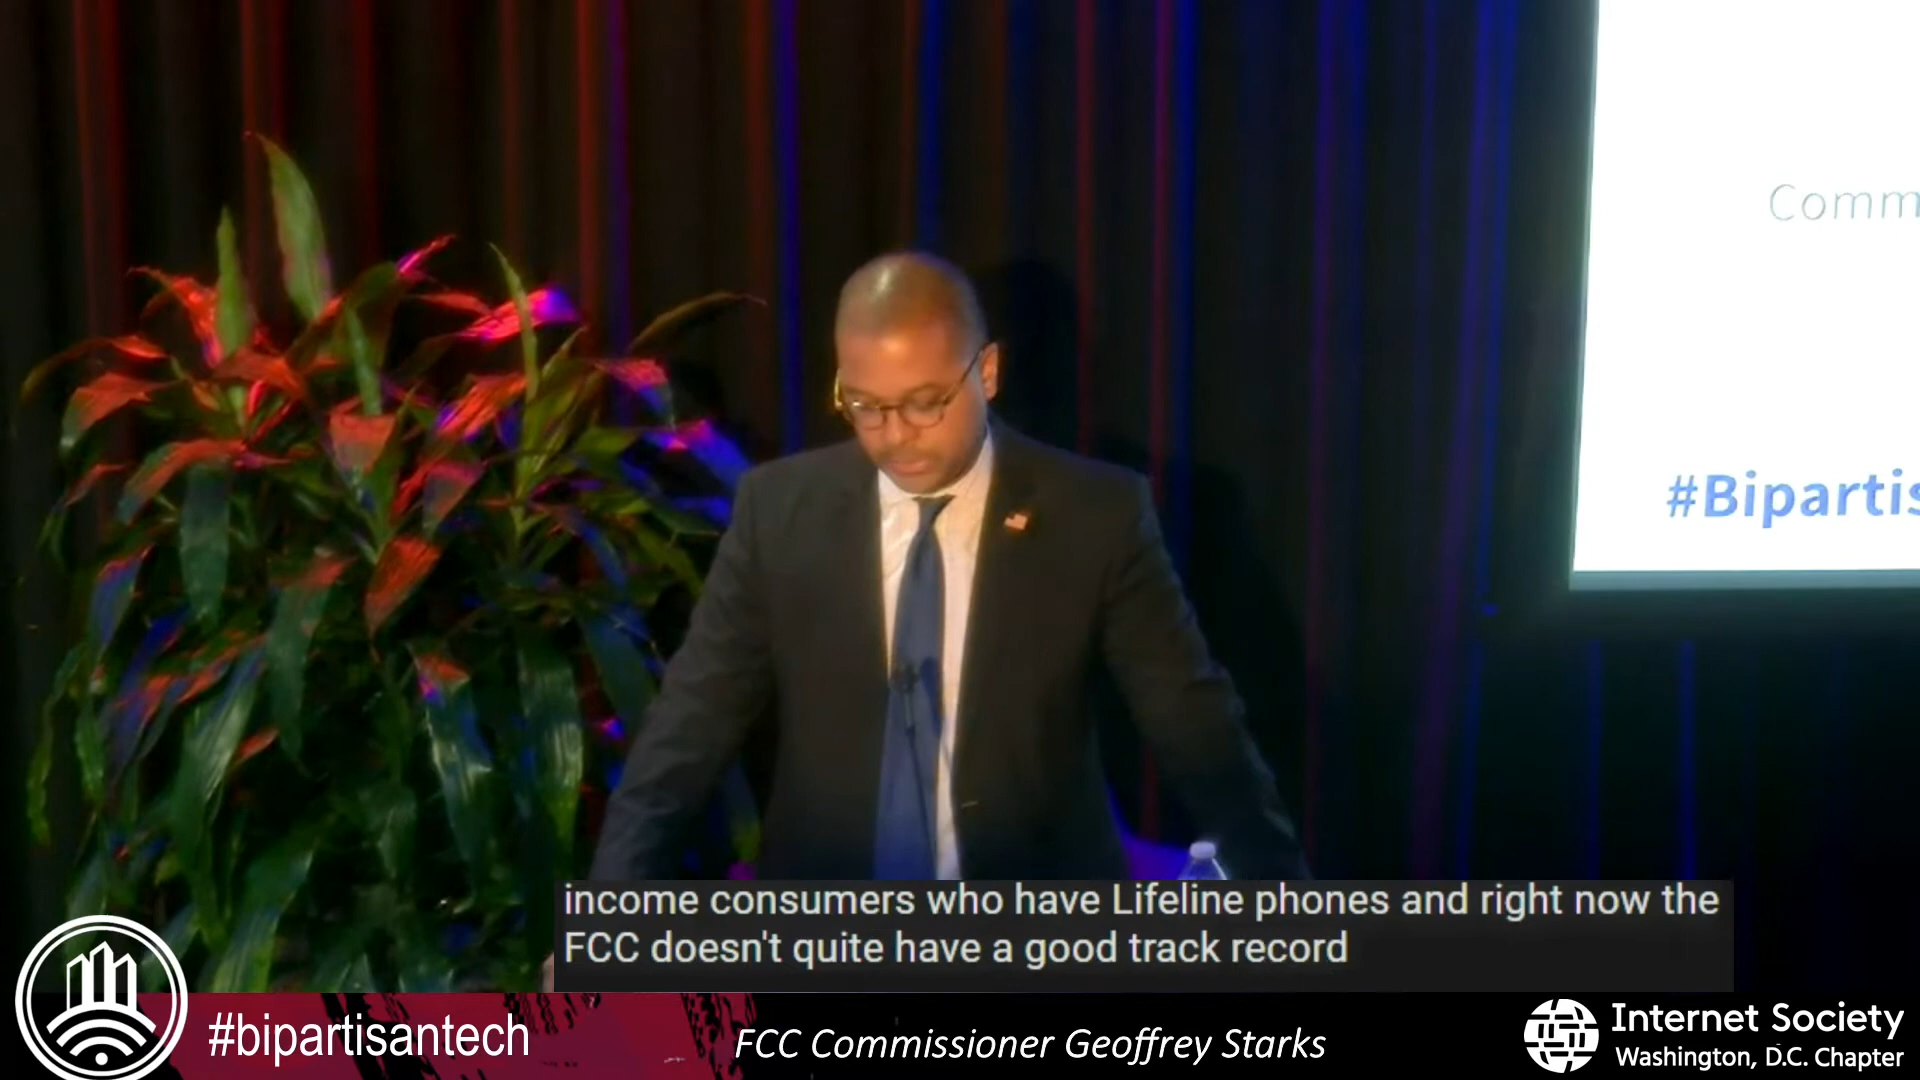 Comm
#Bipartis
income consumers who have Lifeline phones and right now the
FCC doesn't quite have a good track record
#bipartisantech
FCC Commissioner Geoffrey Starks
Internet Society
Washington, D.C. Chapter